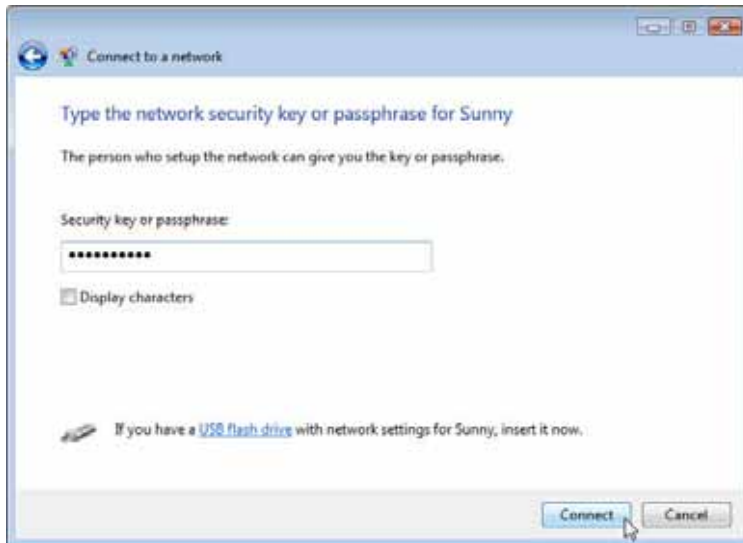 Connect to a network
Type the network security key or passphrase for Sunny
The person who setup the network can give you the key or passphrase.
Security key or passphrase:
••••••••••
Display characters
If you have a USB flash drive with network settings for Sunny, insert it now.
Connect Cancel